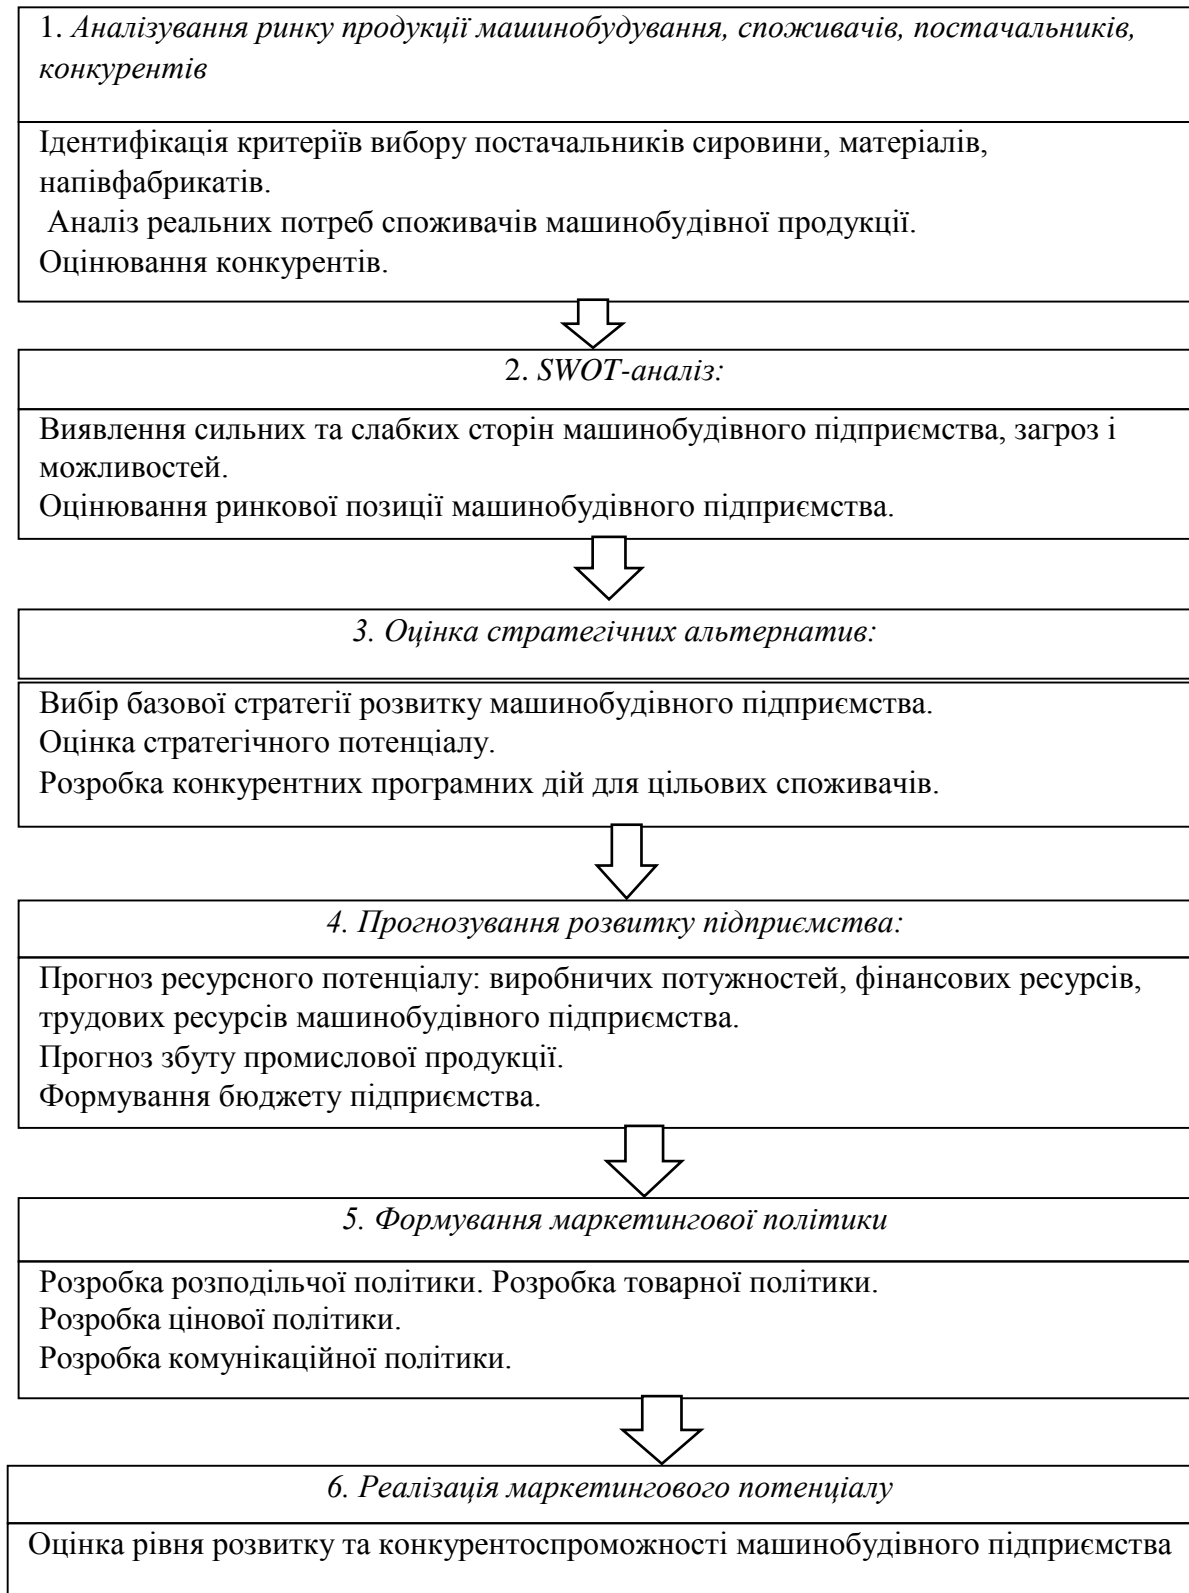 1. Аналізування ринку продукції машинобудування, споживачів, постачальників,
конкурентів
Ідентифікація критеріїв вибору постачальників сировини, матеріалів,
напівфабрикатів.
Аналіз реальних потреб споживачів машинобудівної продукції.
Оцінювання конкурентів.
2. SWOT-аналіз:
Виявлення сильних та слабких сторін машинобудівного підприємства, загроз і
можливостей.
Оцінювання ринкової позиції машинобудівного підприємства.
3. Оцінка стратегічних альтернатив:
Вибір базової стратегії розвитку машинобудівного підприємства.
Оцінка стратегічного потенціалу.
Розробка конкурентних програмних дій для цільових споживачів.
4. Прогнозування розвитку підприємства:
Прогноз ресурсного потенціалу: виробничих потужностей, фінансових ресурсів,
трудових ресурсів машинобудівного підприємства.
Прогноз збуту промислової продукції.
Формування бюджету підприємства.
5. Формування маркетингової політики
Розробка розподільчої політики. Розробка товарної політики.
Розробка цінової політики.
Розробка комунікаційної політики.
6. Реалізація маркетингового потенціалу
Оцінка рівня розвитку та конкурентоспроможності машинобудівного підприємства